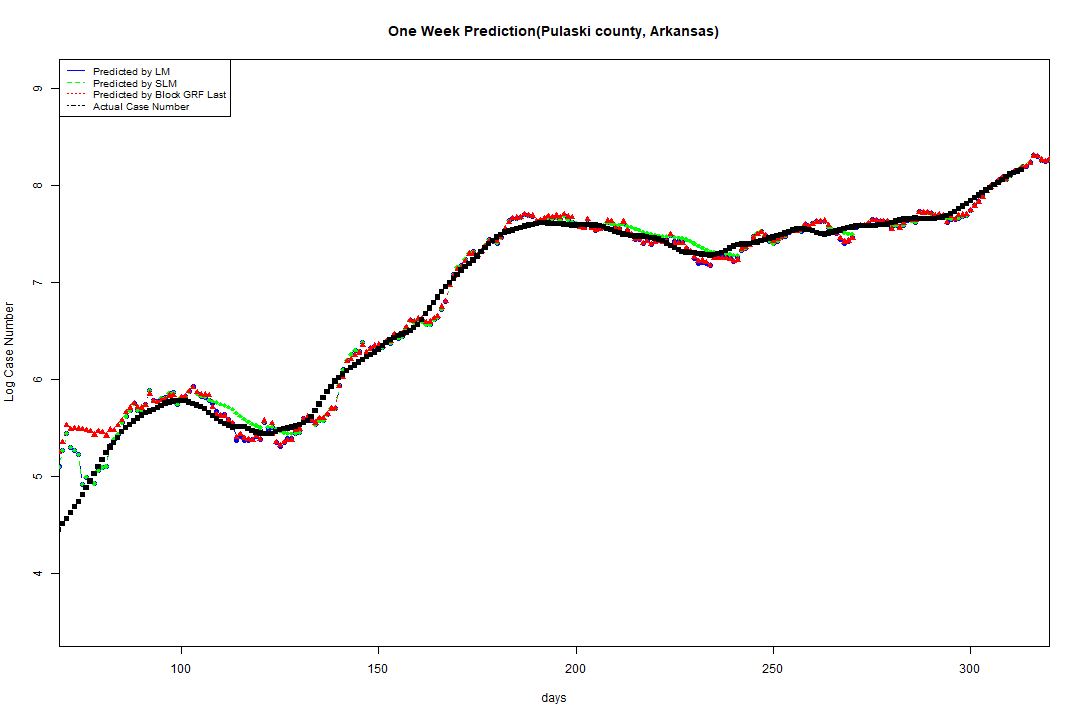 One Week Prediction(Pulaski county, Arkansas)
Predicted by LM
Predicted by SLM
Predicted by Block GRF Last
Actual Case Number
9
8
7
6
5
4
Log Case Number
100 150 200 250 300
days